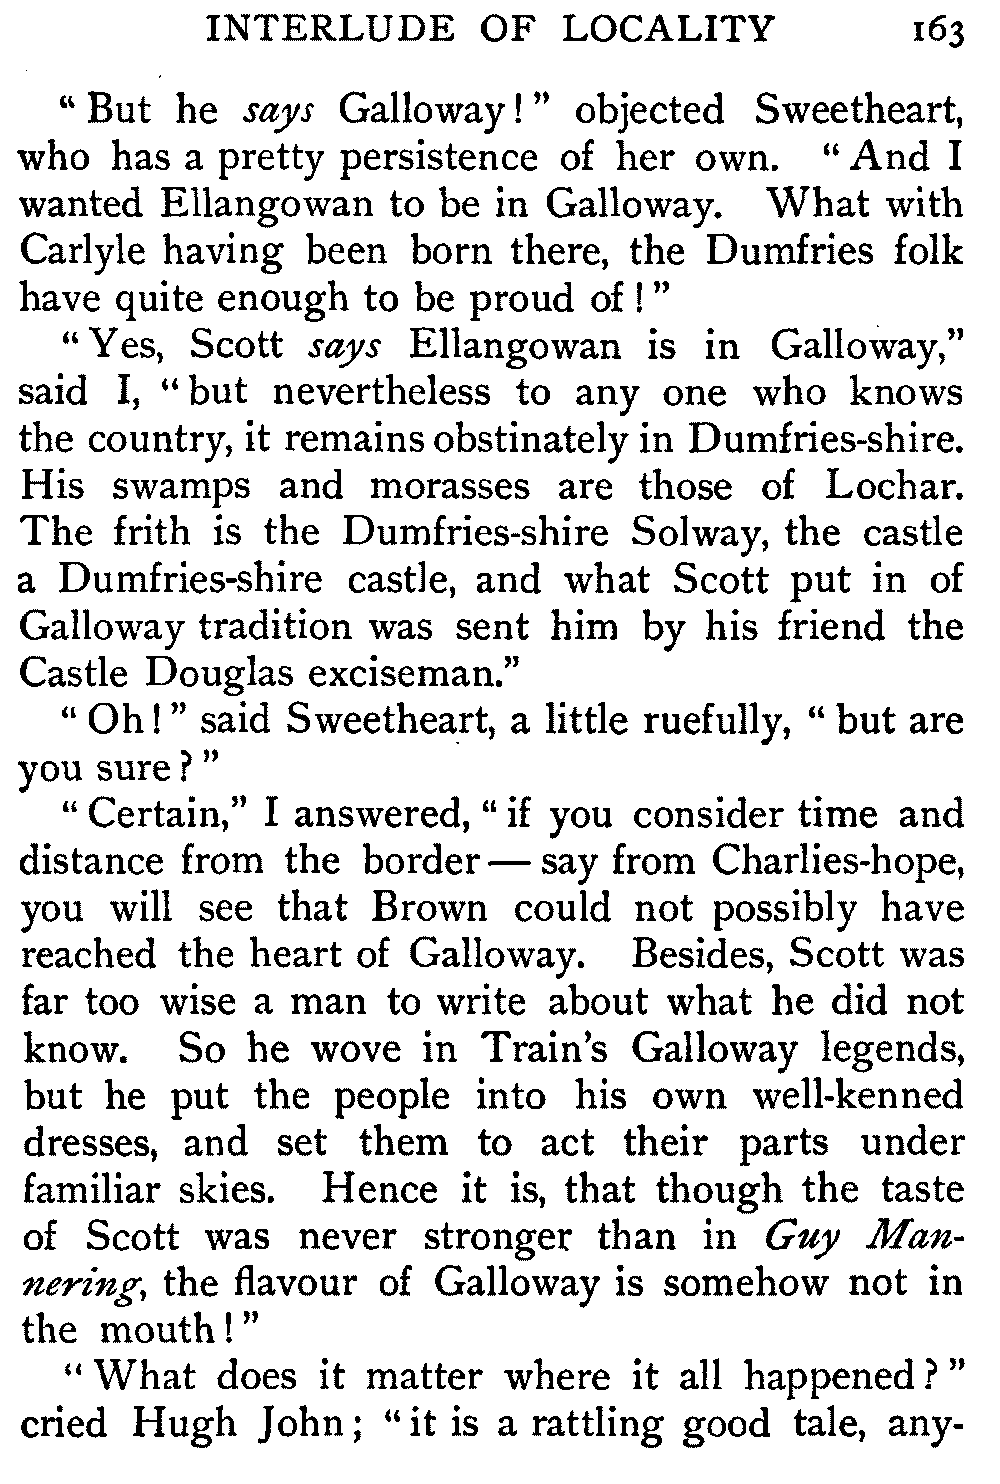 INTERLUDE OF LOCALITY 163
“But he says Galloway!” objected Sweetheart,
who has a pretty persistence of her own. “And I
wanted Ellangowan to be in Galloway. What with
Carlyle having been born there, the Dumfries folk
have quite enough to be proud of!”
“Yes, Scott says Ellangowan is in Galloway,”
said I, “but nevertheless to any one who knows
the country, it remains obstinately in Dumfries-shire.
His swamps and morasses are those of Lochar.
The frith is the Dumfries-shire Solway, the castle
a Dumfries-shire castle, and what Scott put in of
Galloway tradition was sent him by his friend the
Castle Douglas exciseman.”
“Oh!” said Sweetheart, a little ruefully, “but are
you sure?”
“Certain,” I answered, “if you consider time and
distance from the border—say from Charlies-hope,
you will see that Brown could not possibly have
reached the heart of Galloway. Besides, Scott was
far too wise a man to write about what he did not
know. So he wove in Train's Galloway legends,
but he put the people into his own well-kenned
dresses, and set them to act their parts under
familiar skies. Hence it is, that though the taste
of Scott was never stronger than in Guy Man-
nering, the flavour of Galloway is somehow not in
the mouth!”
“What does it matter where it all happened?”
cried Hugh John; “it is a rattling good tale, any-